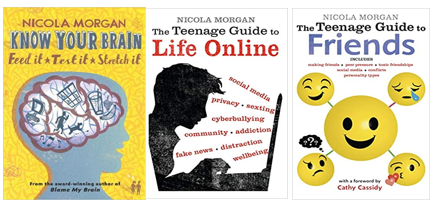 NICOLA MORGAN
KNOW YOUR BRAIN
Feed it ★ Test it ★ Stretch it
From the award-winning author of
Blame My Brain
NICOLA MORGAN
The Teenage Guide to
Life Online
social media
privacy • sexting
cyberbullying
community • addiction
fake news • distraction
wellbeing
NICOLA MORGAN
The Teenage Guide to
Friends
INCLUDES
making friends • peer pressure • toxic friendships
social media • conflicts
personality types
with a foreword by
Cathy Cassidy